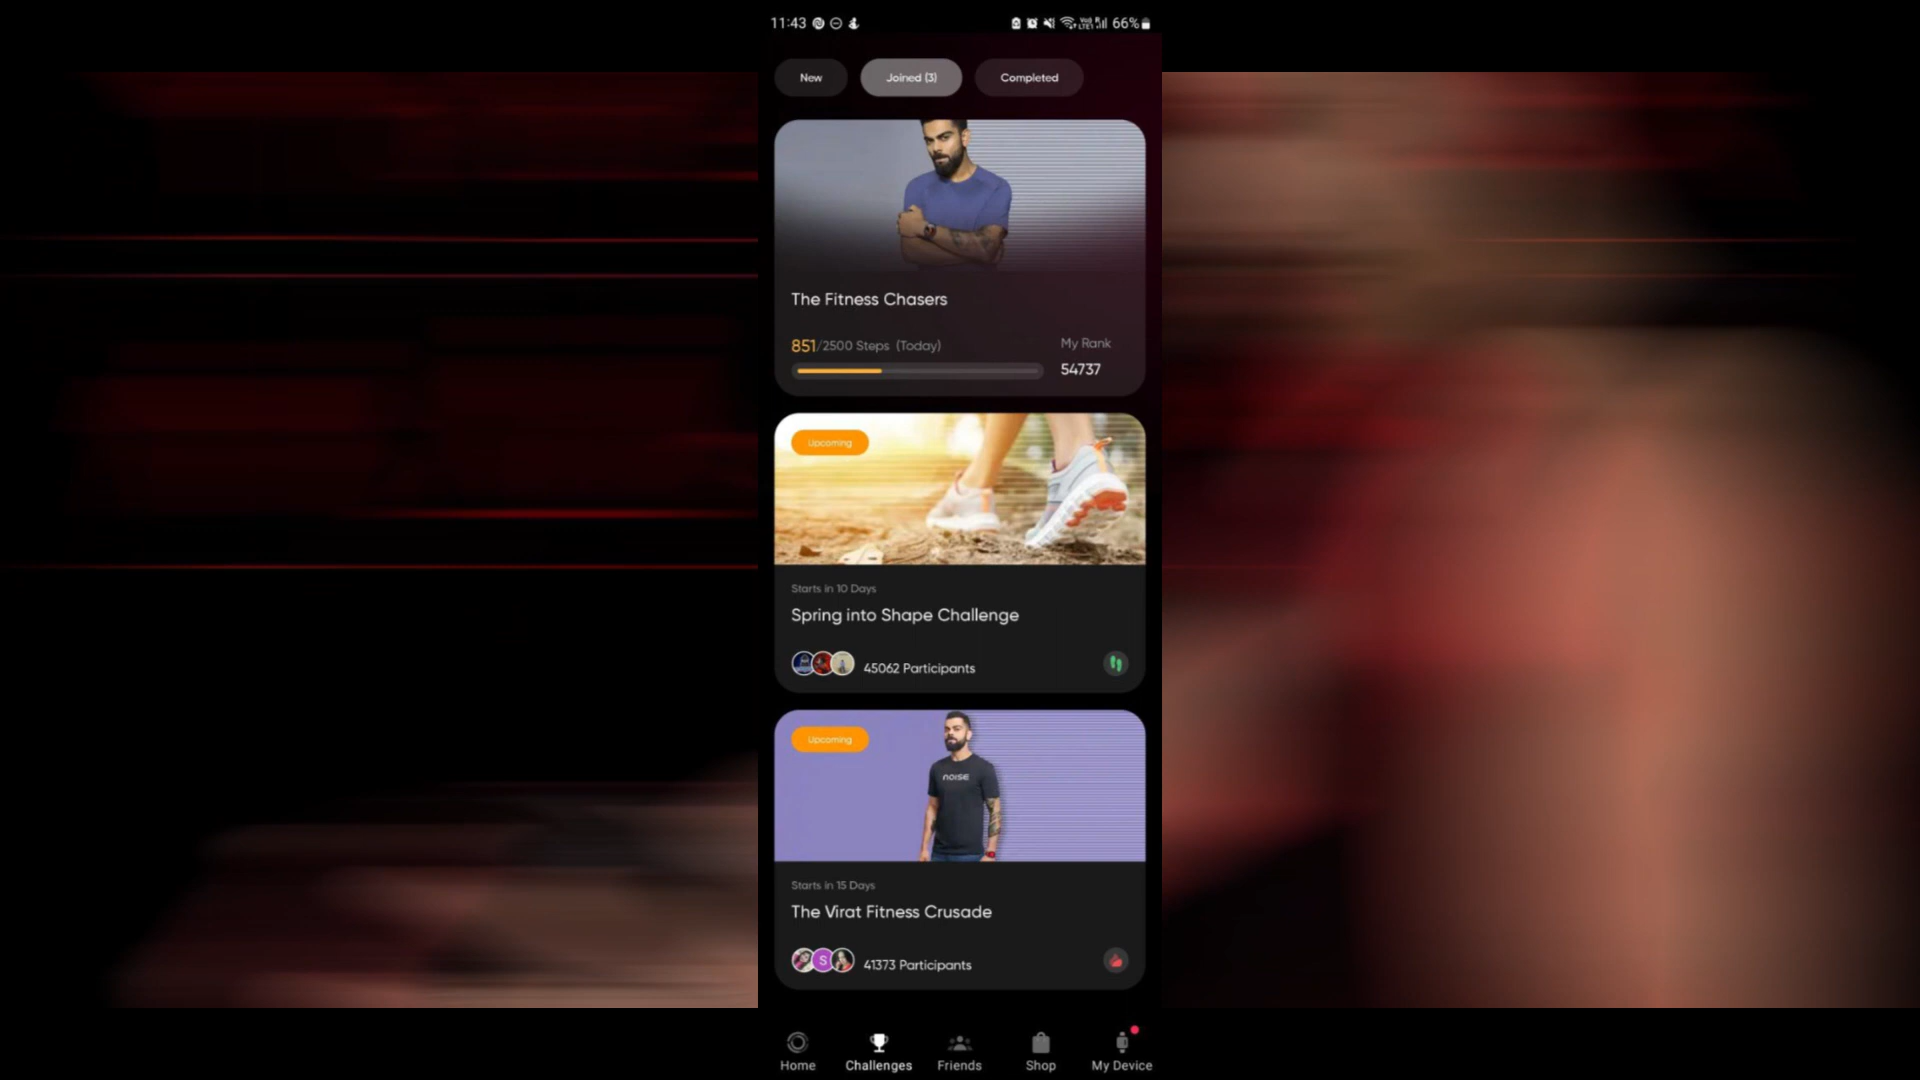 11:43 66%
New Joined (3) Completed
The Fitness Chasers
851/2500 Steps (Today) My Rank
54737
Upcoming
Starts in 10 Days
Spring into Shape Challenge
45062 Participants
Upcoming
noise
Starts in 15 Days
The Virat Fitness Crusade
S 41373 Participants
Home Challenges Friends Shop My Device